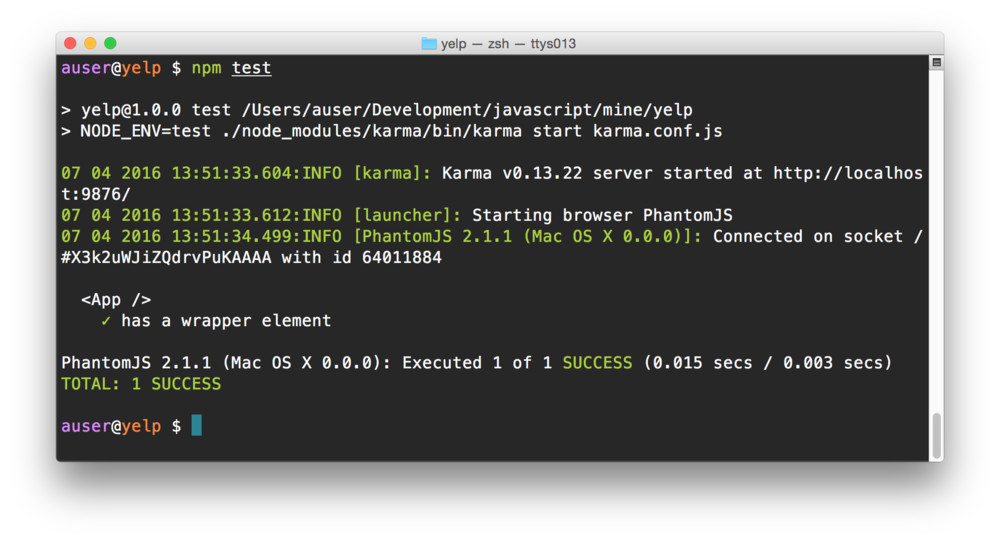 yelp — zsh — ttys013
auser@yelp $ npm test
> yelp@1.0.0 test /Users/auser/Development/javascript/mine/yelp
> NODE_ENV=test ./node_modules/karma/bin/karma start karma.conf.js
07 04 2016 13:51:33.604:INFO [karma]: Karma v0.13.22 server started at http://localhos
t:9876/
07 04 2016 13:51:33.612:INFO [launcher]: Starting browser PhantomJS
07 04 2016 13:51:34.499:INFO [PhantomJS 2.1.1 (Mac OS X 0.0.0)]: Connected on socket /
#X3k2uWJiZQdrvPuKAAAA with id 64011884
<App />
✓ has a wrapper element
PhantomJS 2.1.1 (Mac OS X 0.0.0): Executed 1 of 1 SUCCESS (0.015 secs / 0.003 secs)
TOTAL: 1 SUCCESS
auser@yelp $